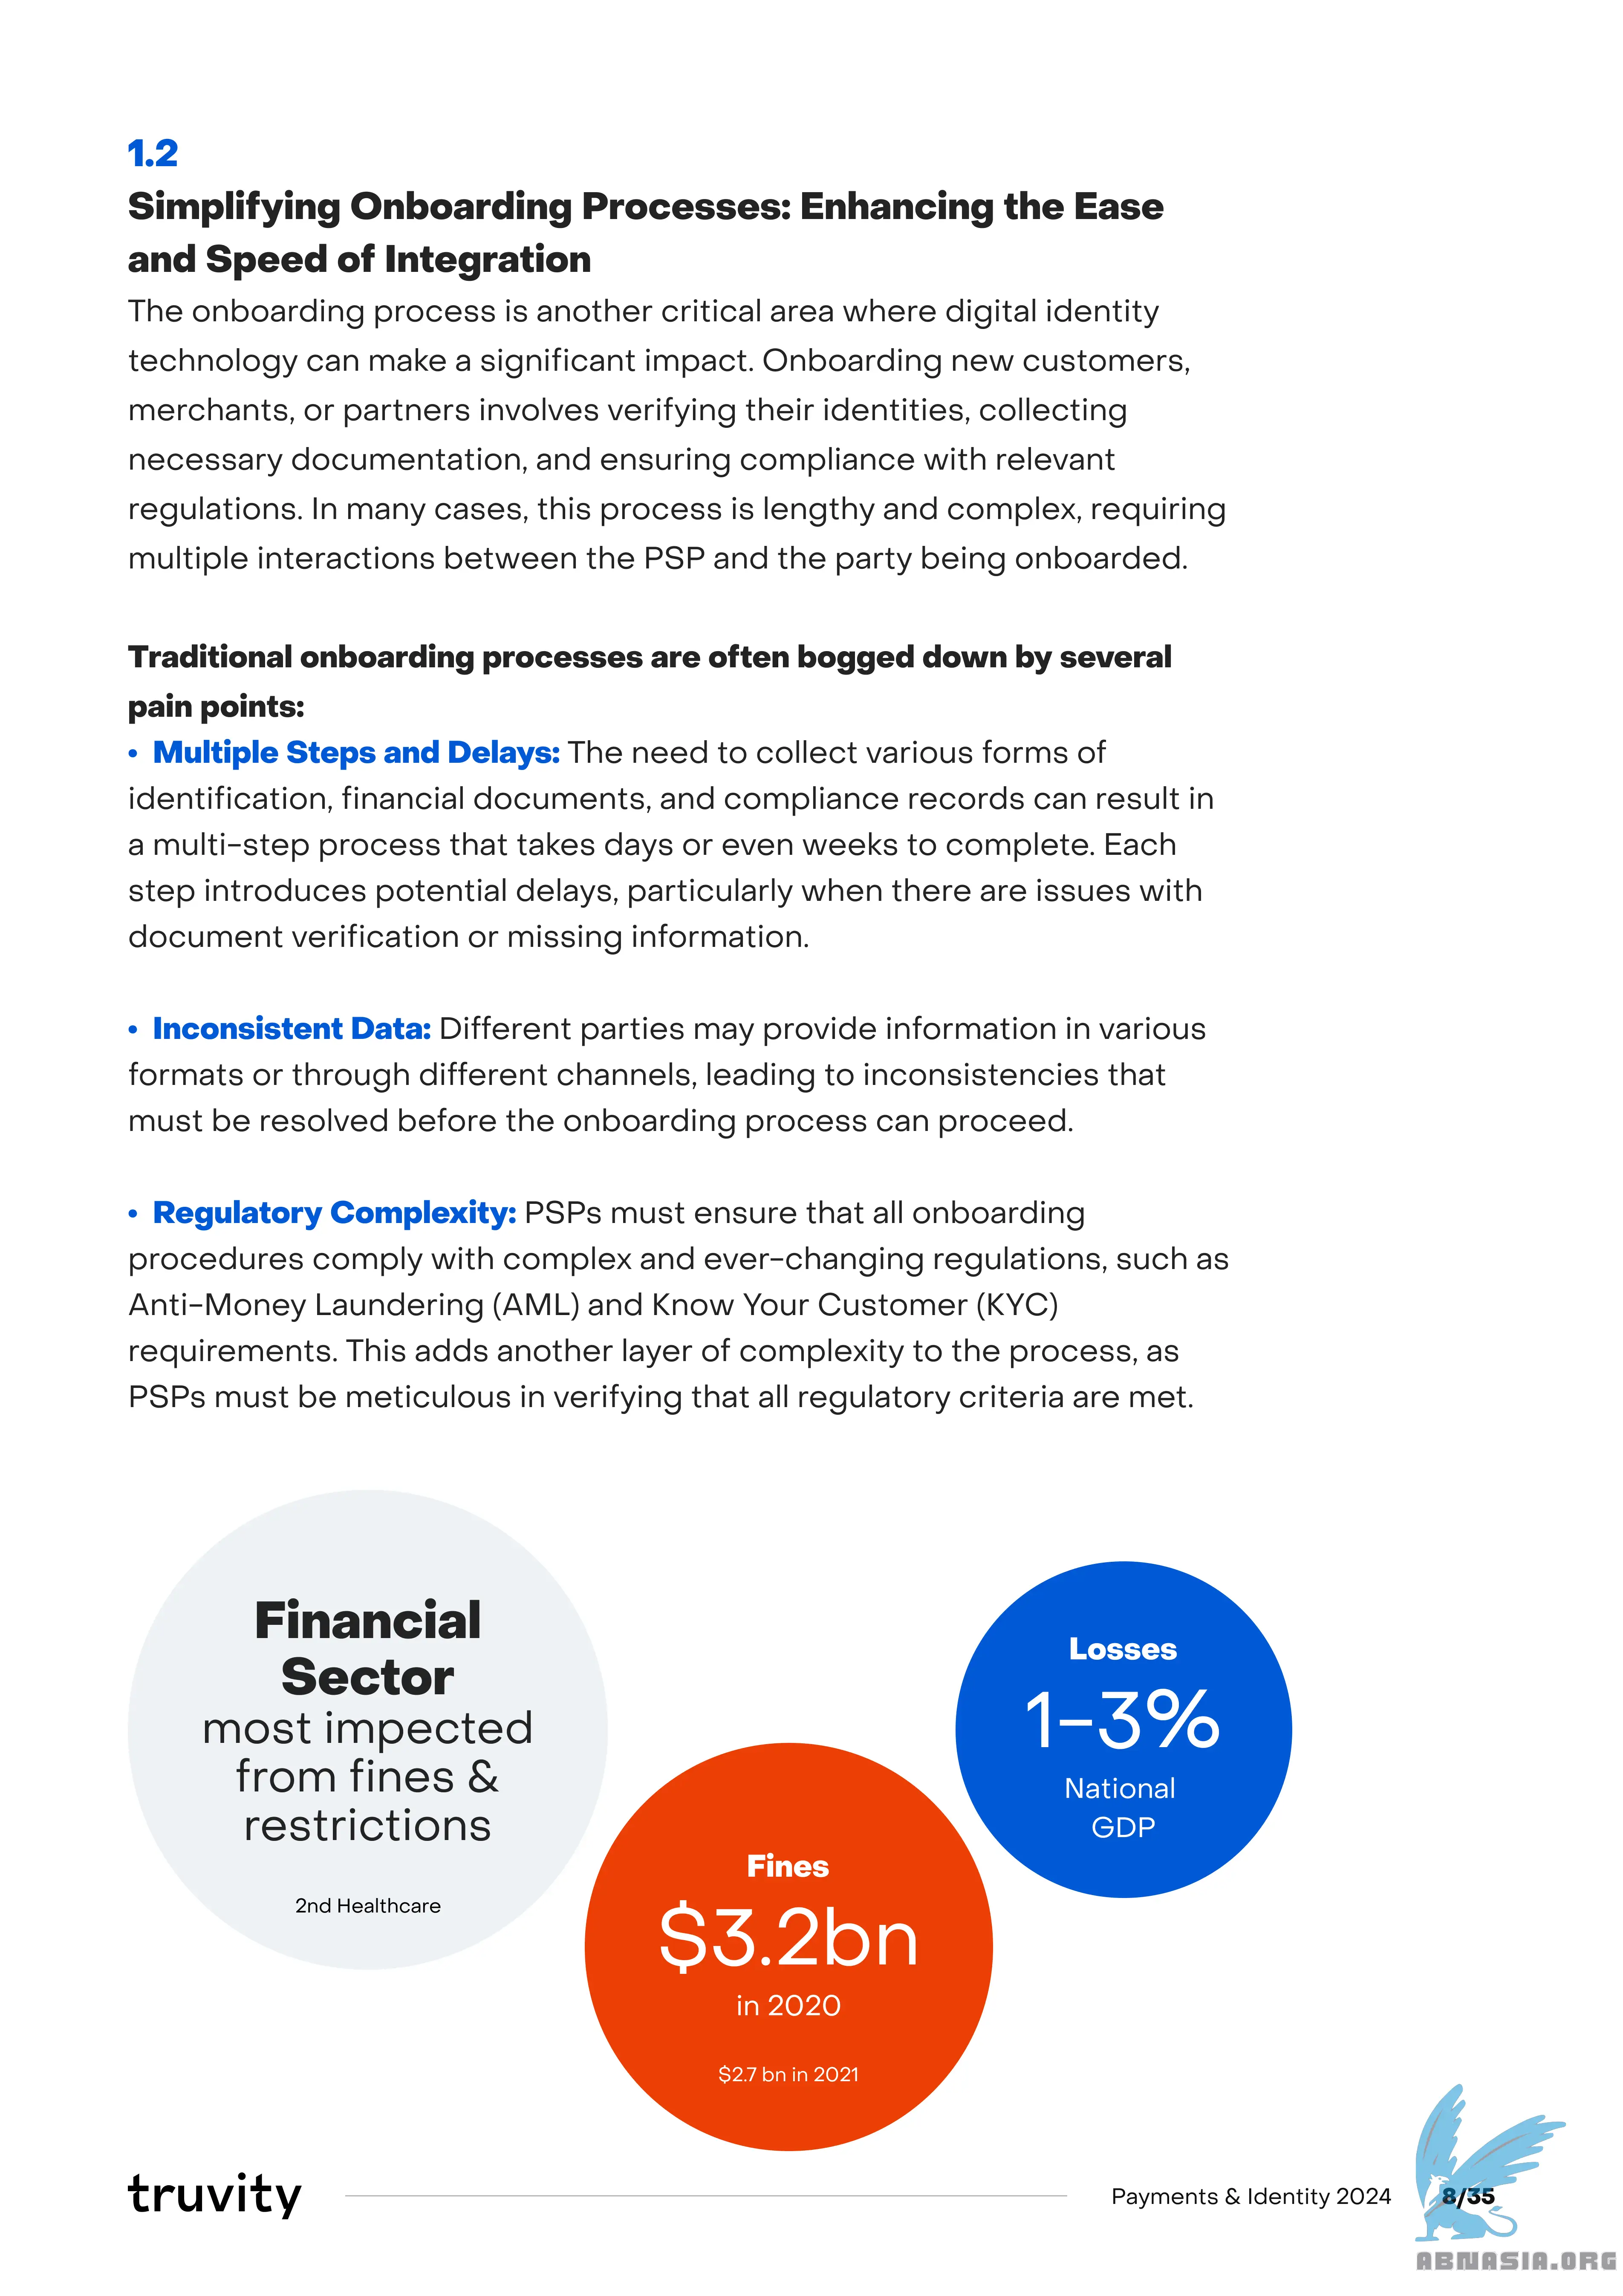 1.2
Simplifying Onboarding Processes: Enhancing the Ease
and Speed of Integration
The onboarding process is another critical area where digital identity
technology can make a significant impact. Onboarding new customers,
merchants, or partners involves verifying their identities, collecting
necessary documentation, and ensuring compliance with relevant
regulations. In many cases, this process is lengthy and complex, requiring
multiple interactions between the PSP and the party being onboarded.
Traditional onboarding processes are often bogged down by several
pain points:
• Multiple Steps and Delays: The need to collect various forms of
identification, financial documents, and compliance records can result in
a multi-step process that takes days or even weeks to complete. Each
step introduces potential delays, particularly when there are issues with
document verification or missing information.
• Inconsistent Data: Different parties may provide information in various
formats or through different channels, leading to inconsistencies that
must be resolved before the onboarding process can proceed.
• Regulatory Complexity: PSPs must ensure that all onboarding
procedures comply with complex and ever-changing regulations, such as
Anti-Money Laundering (AML) and Know Your Customer (KYC)
requirements. This adds another layer of complexity to the process, as
PSPs must be meticulous in verifying that all regulatory criteria are met.
Financial
Sector
most impected
from fines &
restrictions
2nd Healthcare
Fines
$3.2bn
in 2020
$2.7 bn in 2021
Losses
1-3%
National
GDP
truvity
Payments & Identity 2024
8/35
ABNASIA.ORG